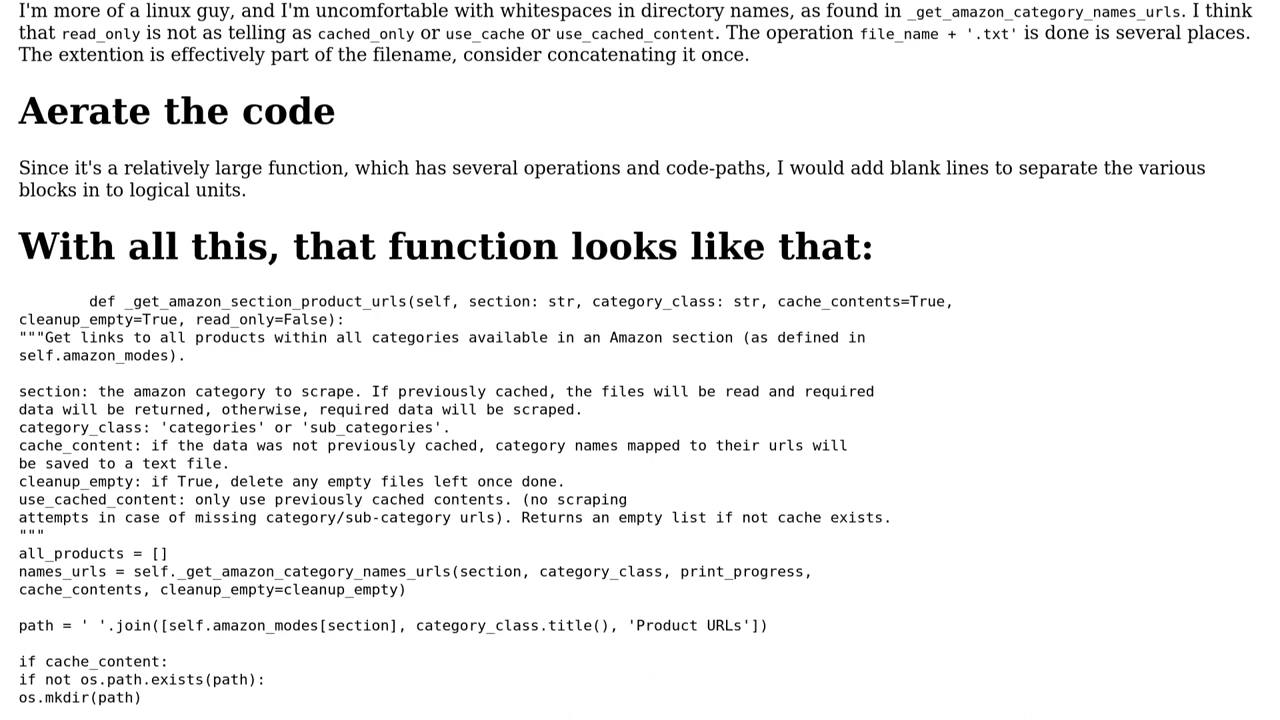 I'm more of a linux guy, and I'm uncomfortable with whitespaces in directory names, as found in _get_amazon_category_names_urls. I think
that read_only is not as telling as cached_only or use_cache or use_cached_content. The operation file_name + '.txt' is done is several places.
The extention is effectively part of the filename, consider concatenating it once.
Aerate the code
Since it's a relatively large function, which has several operations and code-paths, I would add blank lines to separate the various
blocks in to logical units.
With all this, that function looks like that:
def _get_amazon_section_product_urls(self, section: str, category_class: str, cache_contents=True,
cleanup_empty=True, read_only=False):
"""Get links to all products within all categories available in an Amazon section (as defined in
self.amazon_modes).
section: the amazon category to scrape. If previously cached, the files will be read and required
data will be returned, otherwise, required data will be scraped.
category_class: 'categories' or 'sub_categories'.
cache_content: if the data was not previously cached, category names mapped to their urls will
be saved to a text file.
cleanup_empty: if True, delete any empty files left once done.
use_cached_content: only use previously cached contents. (no scraping
attempts in case of missing category/sub-category urls). Returns an empty list if not cache exists.
"""
all_products = []
names_urls = self._get_amazon_category_names_urls(section, category_class, print_progress,
cache_contents, cleanup_empty=cleanup_empty)
path = ' '.join([self.amazon_modes[section], category_class.title(), 'Product URLs'])
if cache_content:
if not os.path.exists(path):
os.mkdir(path)